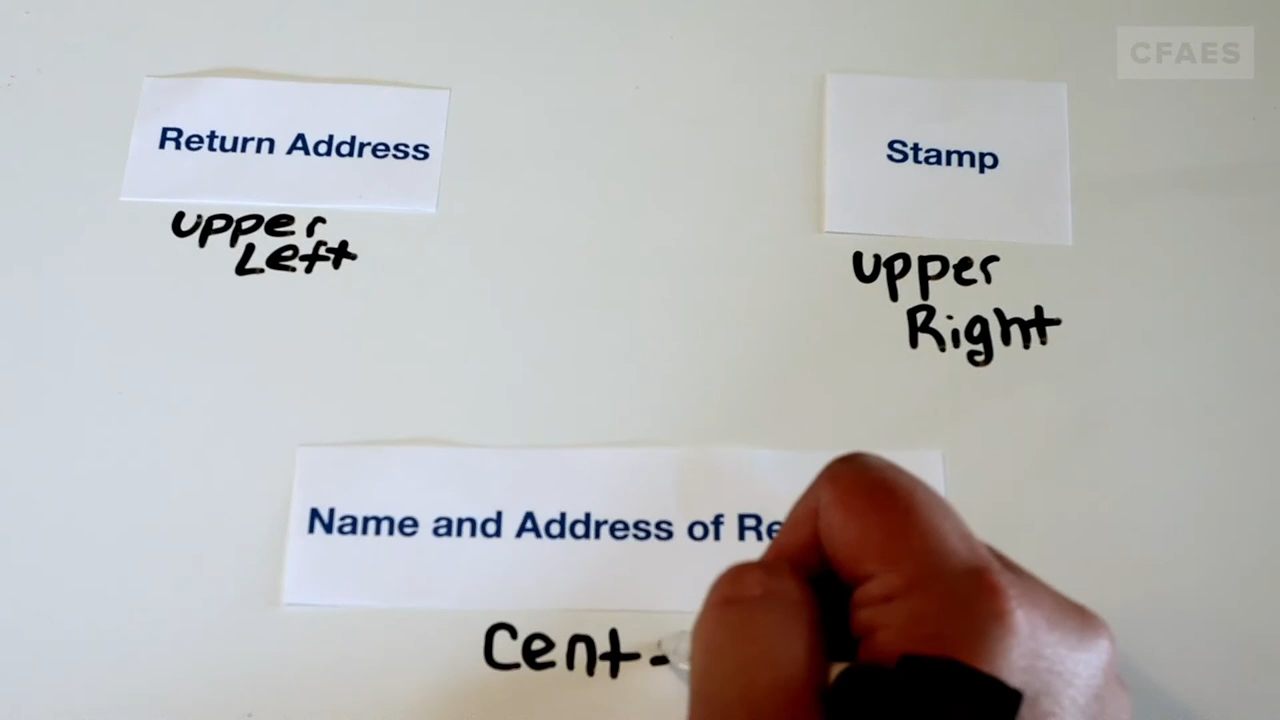 CFAES
Return Address
Stamp
upper
Left
upper
Right
Name and Address of Re
Cent